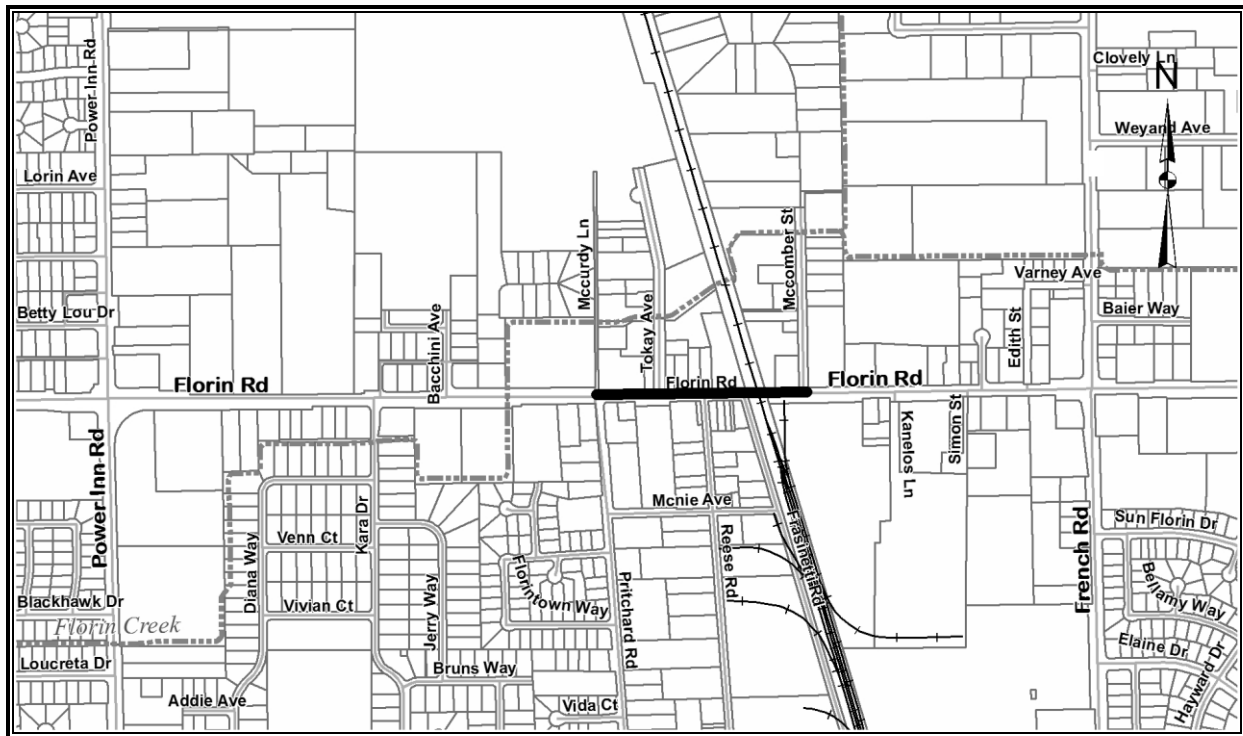 Clovely Ln
N
Power Inn Rd
Weyand Ave
Lorin Ave
Mccurdy Ln
Mccomber St
Varney Ave
Betty Lou Dr
Bacchini Ave
Tokay Ave
Edith St
Baier Way
Florin Rd
Florin Rd
Florin Rd
Power Inn Rd
Kanelos Ln
Simon St
Mcnie Ave
Frasinetti Rd
Sun Florin Dr
Venn Ct
Kara Dr
Diana Way
Reese Rd
French Rd
Bellamy Way
Blackhawk Dr
Vivian Ct
Florintown Way
Pritchard Rd
Florin Creek
Jerry Way
Elaine Dr
Loucreta Dr
Bruns Way
Hayward Dr
Addie Ave
Vida Ct